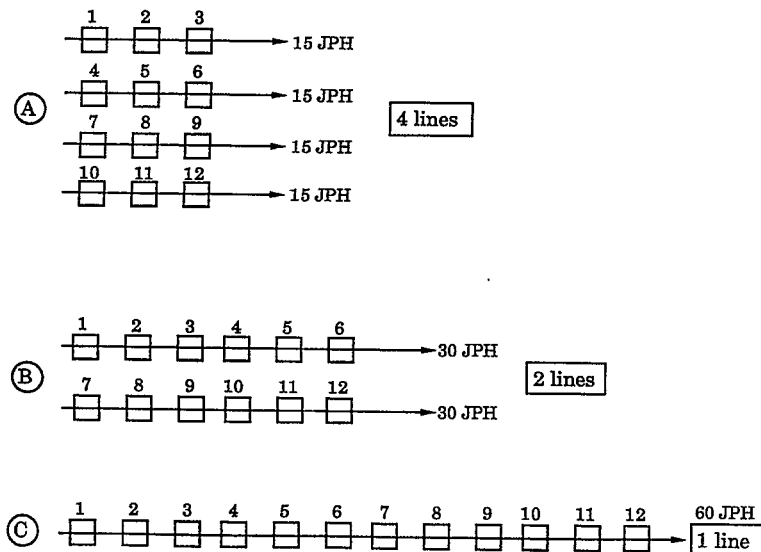 1 2 3
15 JPH
4 5 6
15 JPH
A
4 lines
7 8 9
15 JPH
10 11 12
15 JPH
1 2 3 4 5 6
30 JPH
B
2 lines
7 8 9 10 11 12
30 JPH
C
1 2 3 4 5 6 7 8 9 10 11 12
60 JPH
1 line